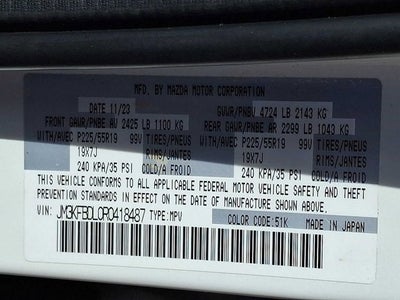 MFD. BY MAZDA MOTOR CORPORATION
DATE 11/23 GVWR/PNBV 4724 LB 2143 KG
FRONT GAWR/PNBE AV 2425 LB 1100 KG REAR GAWR/PNBE AR 2299 LB 1043 KG
WITH/AVEC P225/55R19 99V TIRES/PNEUS WITH/AVEC P225/55R19 99V TIRES/PNEUS
19X7J RIMS/JANTES 19X7J RIMS/JANTES
240 KPA/35 PSI COLD/A FROID 240 KPA/35 PSI COLD/A FROID
THIS VEHICLE CONFORMS TO ALL APPLICABLE FEDERAL MOTOR VEHICLE SAFETY AND THEFT
PREVENTION STANDARDS IN EFFECT ON THE DATE OF MANUFACTURE SHOWN ABOVE.
VIN: JM3KFBDL0R0418487 TYPE:MPV COLOR CODE:51K MADE IN JAPAN